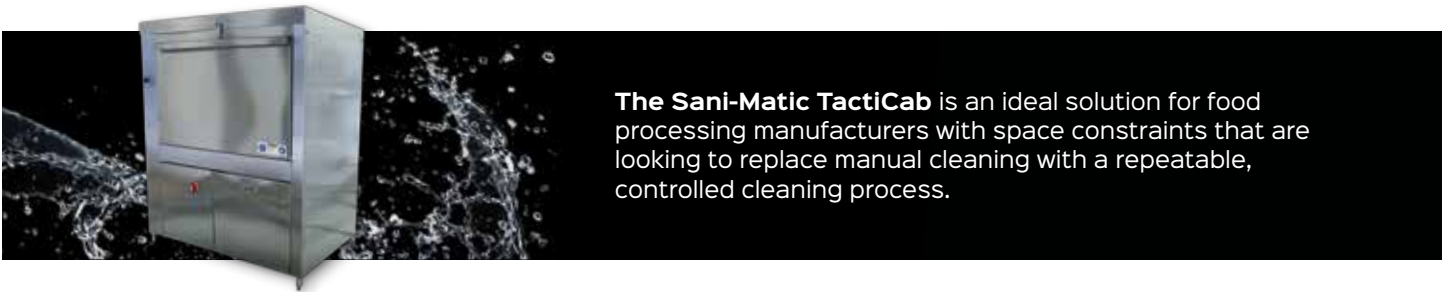 The Sani-Matic TactiCab is an ideal solution for food
processing manufacturers with space constraints that are
looking to replace manual cleaning with a repeatable,
controlled cleaning process.